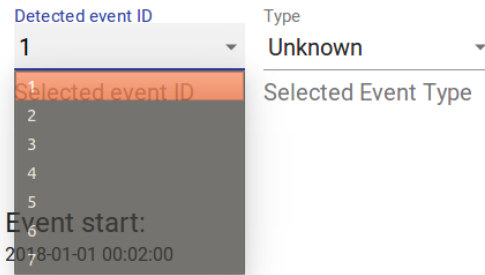 Detected event ID Type
1 Unknown
1
Selected event ID Selected Event Type
2
3
4
5
Event start:
6
2018-01-01 00:02:00
7